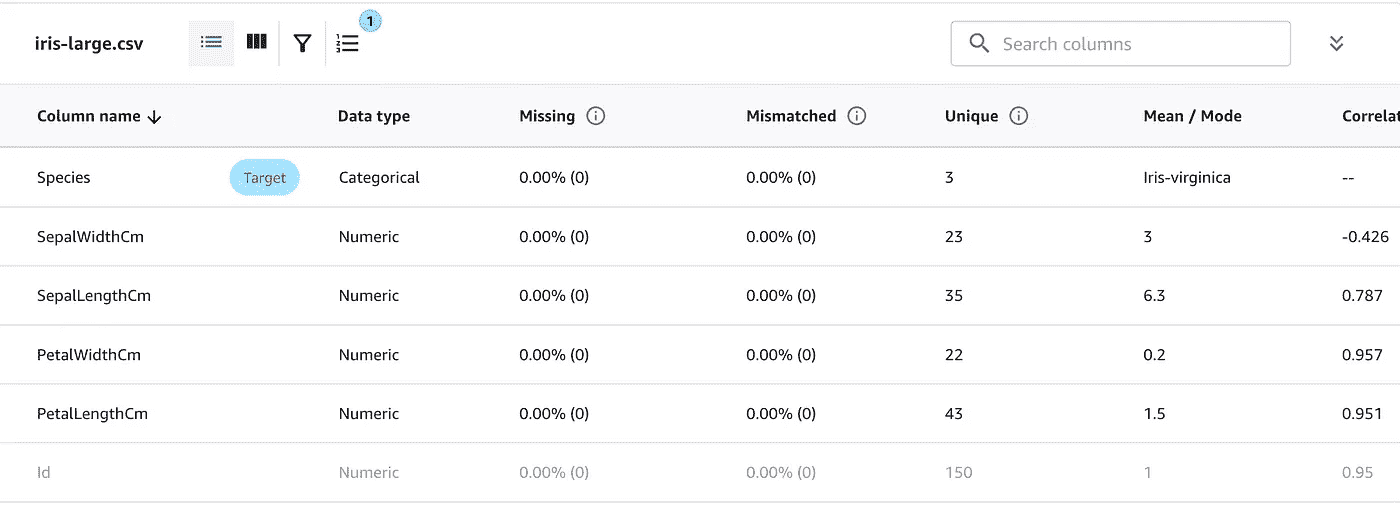 1
iris-large.csv Search columns
Column name Data type Missing Mismatched Unique Mean / Mode Correlat
Species Target Categorical 0.00% (0) 0.00% (0) 3 Iris-virginica --
SepalWidthCm Numeric 0.00% (0) 0.00% (0) 23 3 -0.426
SepalLengthCm Numeric 0.00% (0) 0.00% (0) 35 6.3 0.787
PetalWidthCm Numeric 0.00% (0) 0.00% (0) 22 0.2 0.957
PetalLengthCm Numeric 0.00% (0) 0.00% (0) 43 1.5 0.951
Id Numeric 0.00% (0) 0.00% (0) 150 1 0.95